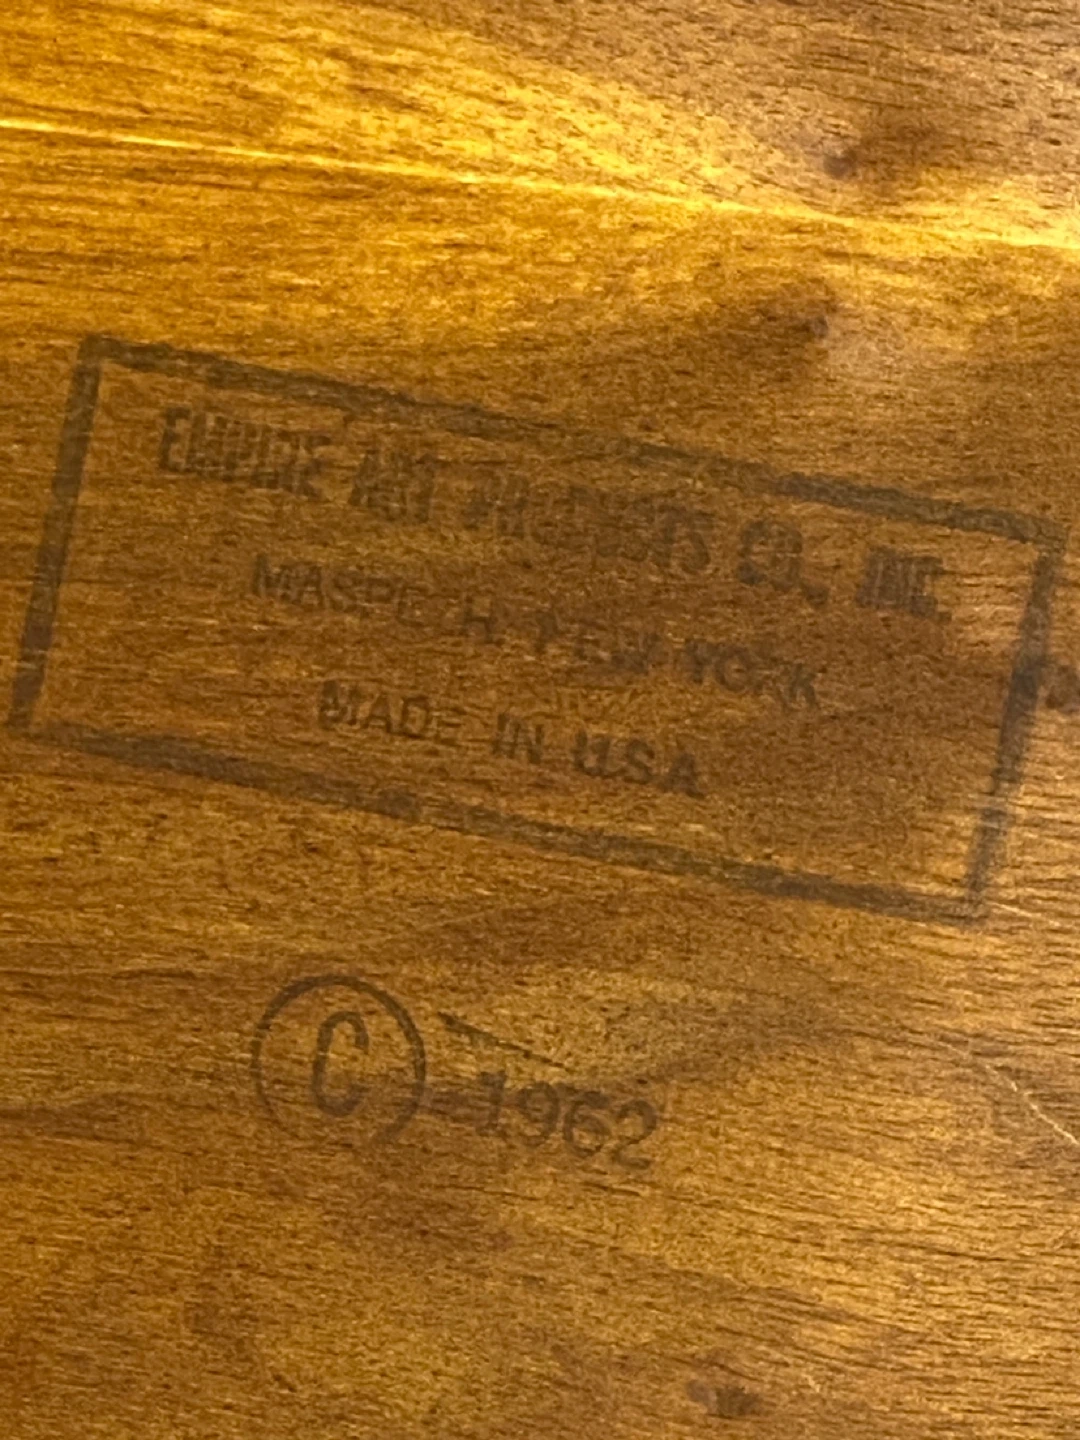 EMPIRE ART PRODUCTS CO., INC.
MASPETH, NEW YORK
MADE IN U.S.A
© 1962